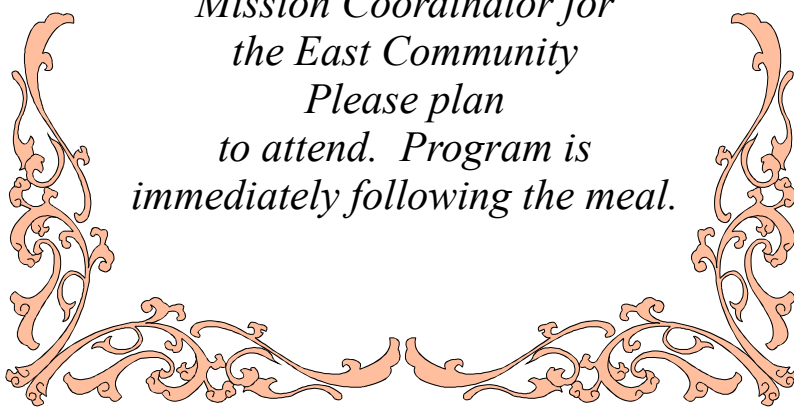 Mission Coordinator for
the East Community
Please plan
to attend.  Program is
immediately following the meal.